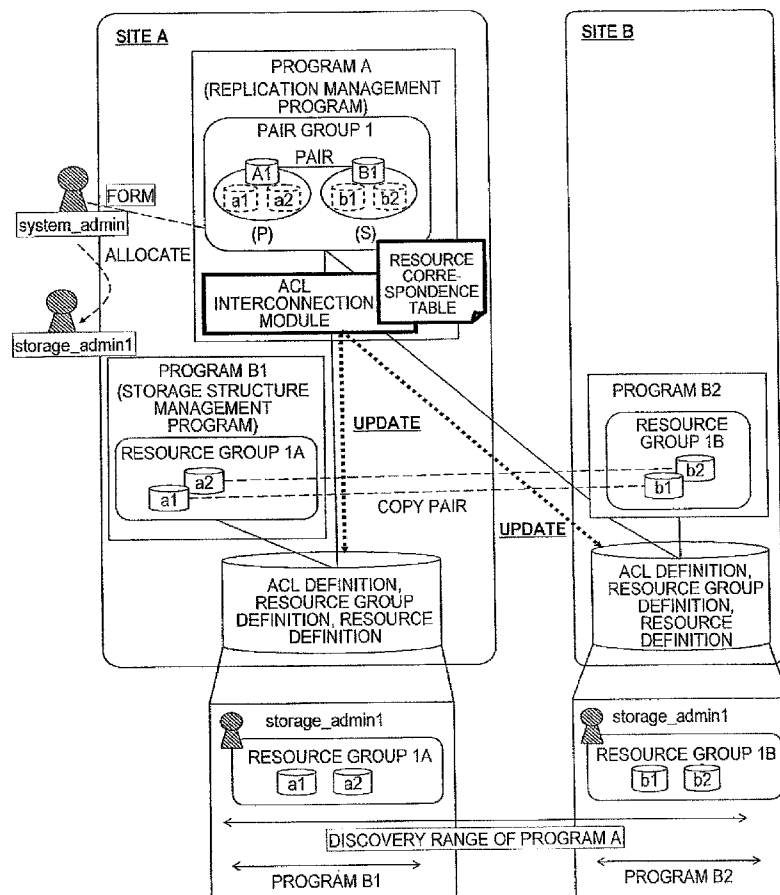 SITE A
SITE B
PROGRAM A
(REPLICATION MANAGEMENT
PROGRAM)
PAIR GROUP 1
PAIR
A1
B1
a1
a2
b1
b2
(P)
(S)
FORM
system_admin
ALLOCATE
storage_admin1
ACL
INTERCONNECTION
MODULE
RESOURCE
CORRE-
SPONDENCE
TABLE
PROGRAM B1
(STORAGE STRUCTURE
MANAGEMENT
PROGRAM)
RESOURCE GROUP 1A
a2
a1
UPDATE
PROGRAM B2
RESOURCE
GROUP 1B
b2
b1
COPY PAIR
UPDATE
ACL DEFINITION,
RESOURCE GROUP
DEFINITION, RESOURCE
DEFINITION
ACL DEFINITION,
RESOURCE GROUP
DEFINITION,
RESOURCE
DEFINITION
storage_admin1
RESOURCE GROUP 1A
a1
a2
storage_admin1
RESOURCE GROUP 1B
b1
b2
DISCOVERY RANGE OF PROGRAM A
PROGRAM B1
PROGRAM B2